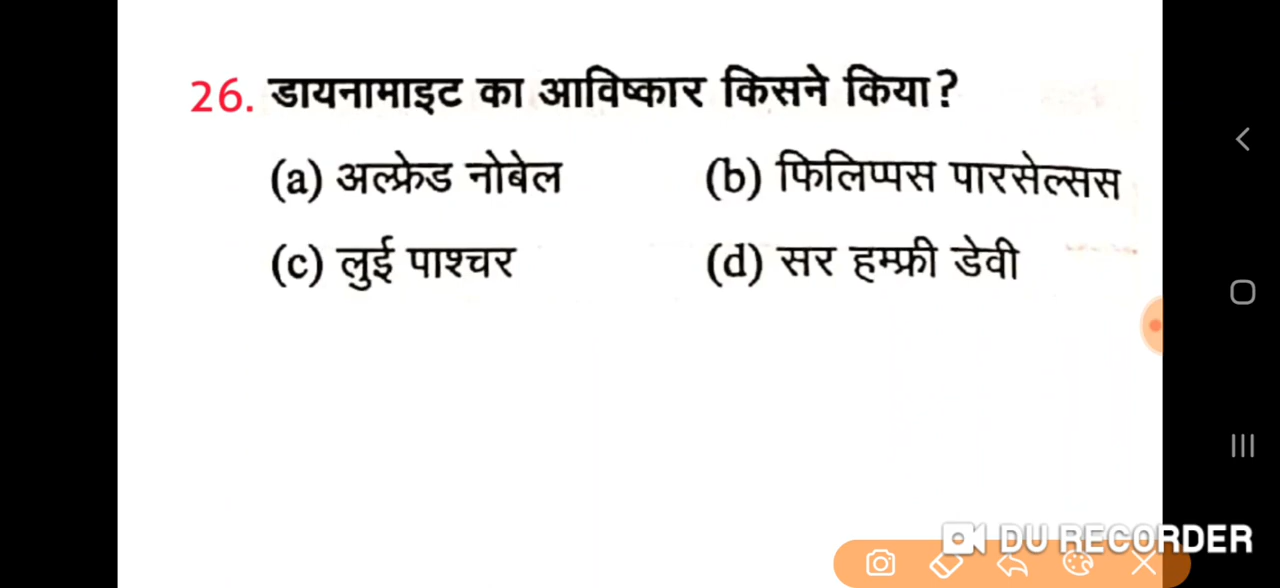 26. डायनामाइट का आविष्कार किसने किया?
(a) अल्फ्रेड नोबेल (b) फिलिप्पस पारसेल्सस
(c) लुई पाश्चर (d) सर हम्फ्री डेवी
DU RECORDER